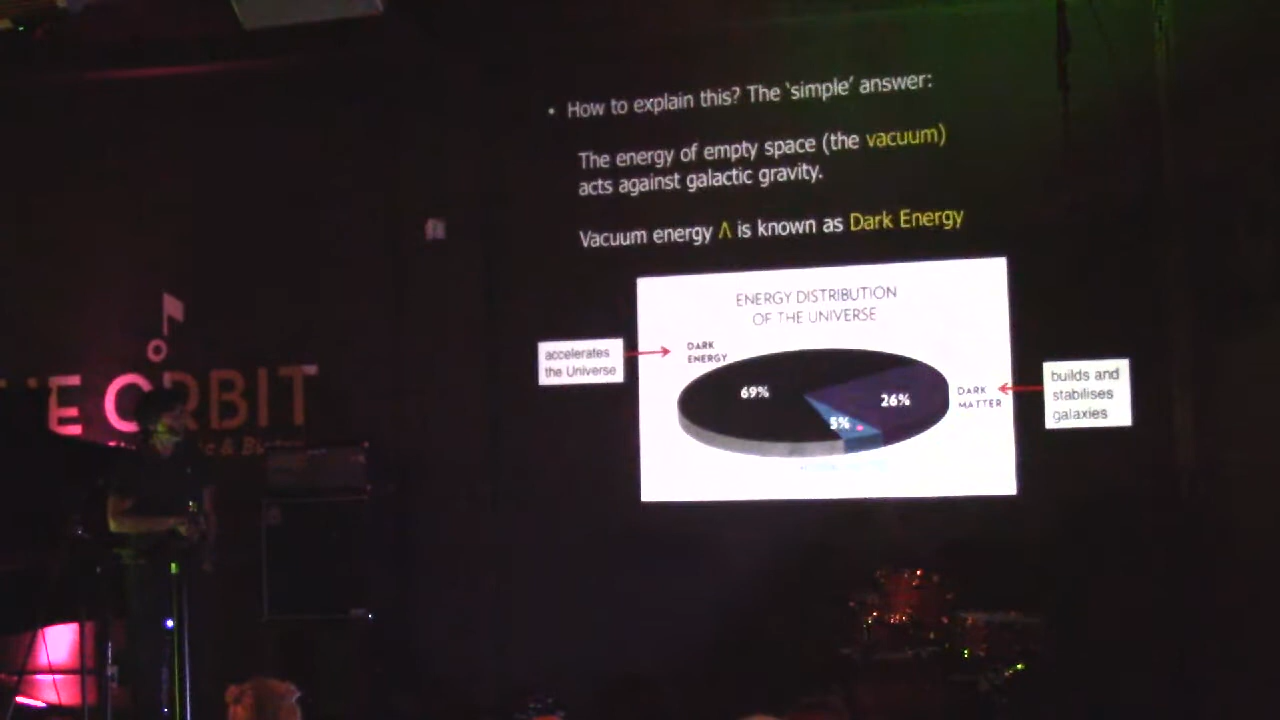 • How to explain this? The 'simple' answer:
The energy of empty space (the vacuum)
acts against galactic gravity.
Vacuum energy Λ is known as Dark Energy
ENERGY DISTRIBUTION
OF THE UNIVERSE
accelerates
the Universe
DARK
ENERGY
69%
26%
5%
DARK
MATTER
builds and
stabilises
galaxies
E ORBIT